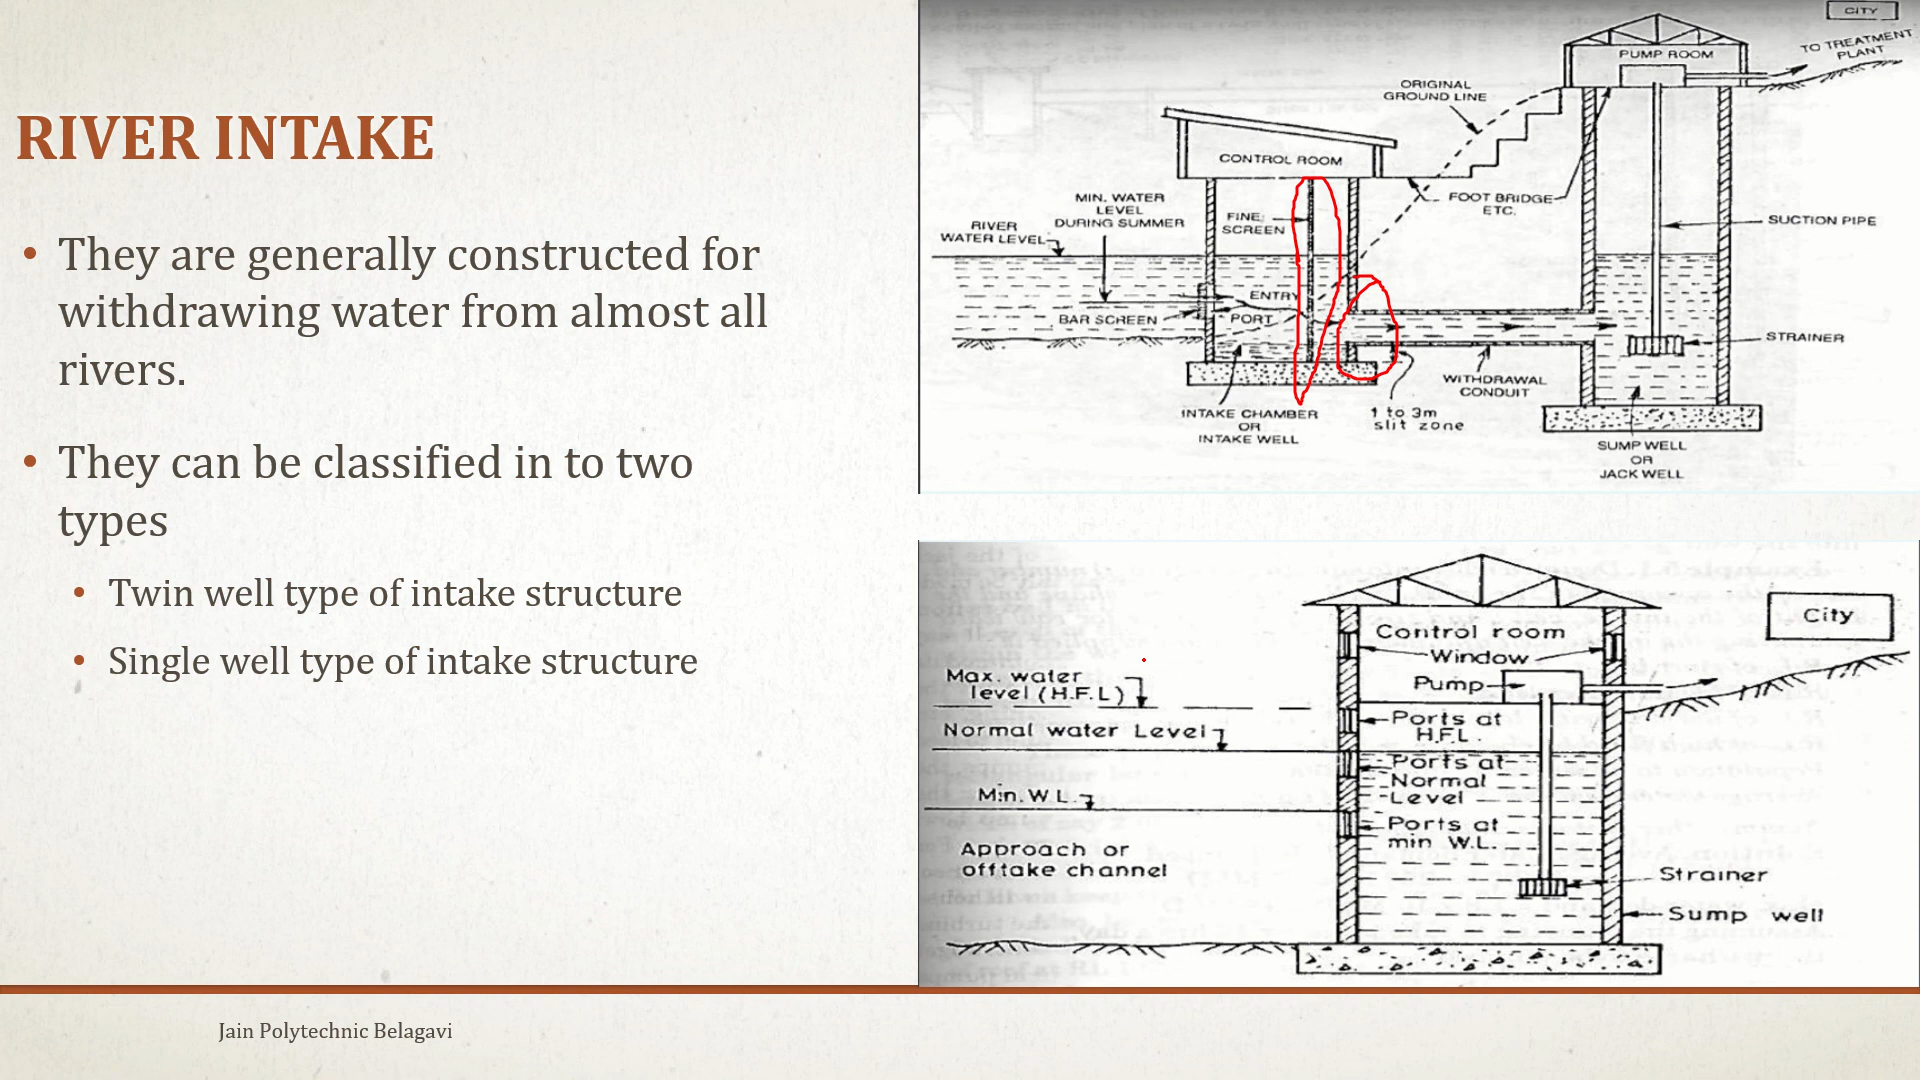 RIVER INTAKE
• They are generally constructed for
withdrawing water from almost all
rivers.
• They can be classified in to two
types
• Twin well type of intake structure
• Single well type of intake structure
Jain Polytechnic Belagavi
CITY
TO TREATMENT
PLANT
PUMP ROOM
ORIGINAL
GROUND LINE
CONTROL ROOM
MIN. WATER
LEVEL
DURING SUMMER
RIVER
WATER LEVEL
FINE
SCREEN
FOOT BRIDGE
ETC.
SUCTION PIPE
ENTRY
PORT
BAR SCREEN
STRAINER
WITHDRAWAL
CONDUIT
INTAKE CHAMBER
OR
INTAKE WELL
1 to 3m
slit zone
SUMP WELL
OR
JACK WELL
City
Control room
Window
Pump
Max. water
level (H.F.L)
Ports at
H.F.L.
Normal water Level
Ports at
Normal
Level
Min. W.L.
Ports at
min W.L.
Approach or
offtake channel
Strainer
Sump well